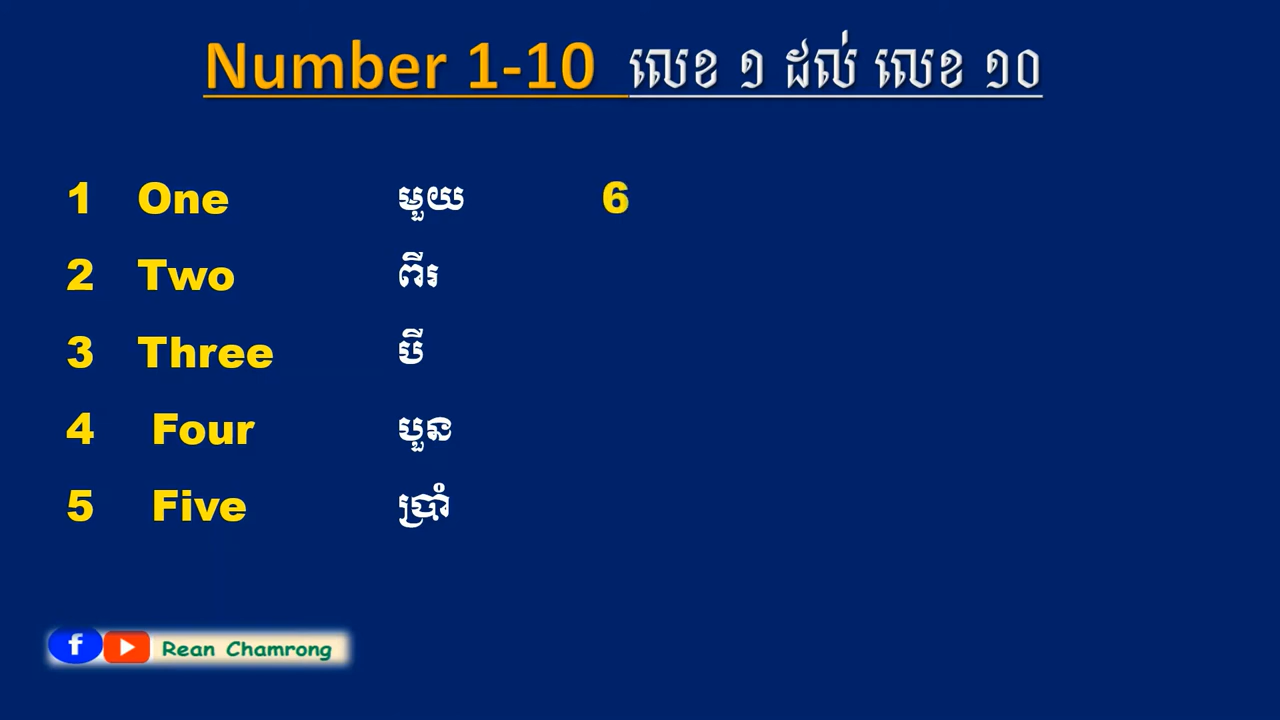 Number 1-10 លេខ ១ ដល់ លេខ ១០
1 One មួយ 6
2 Two ពីរ
3 Three បី
4 Four បួន
5 Five ប្រាំ
f Rean Chamrong